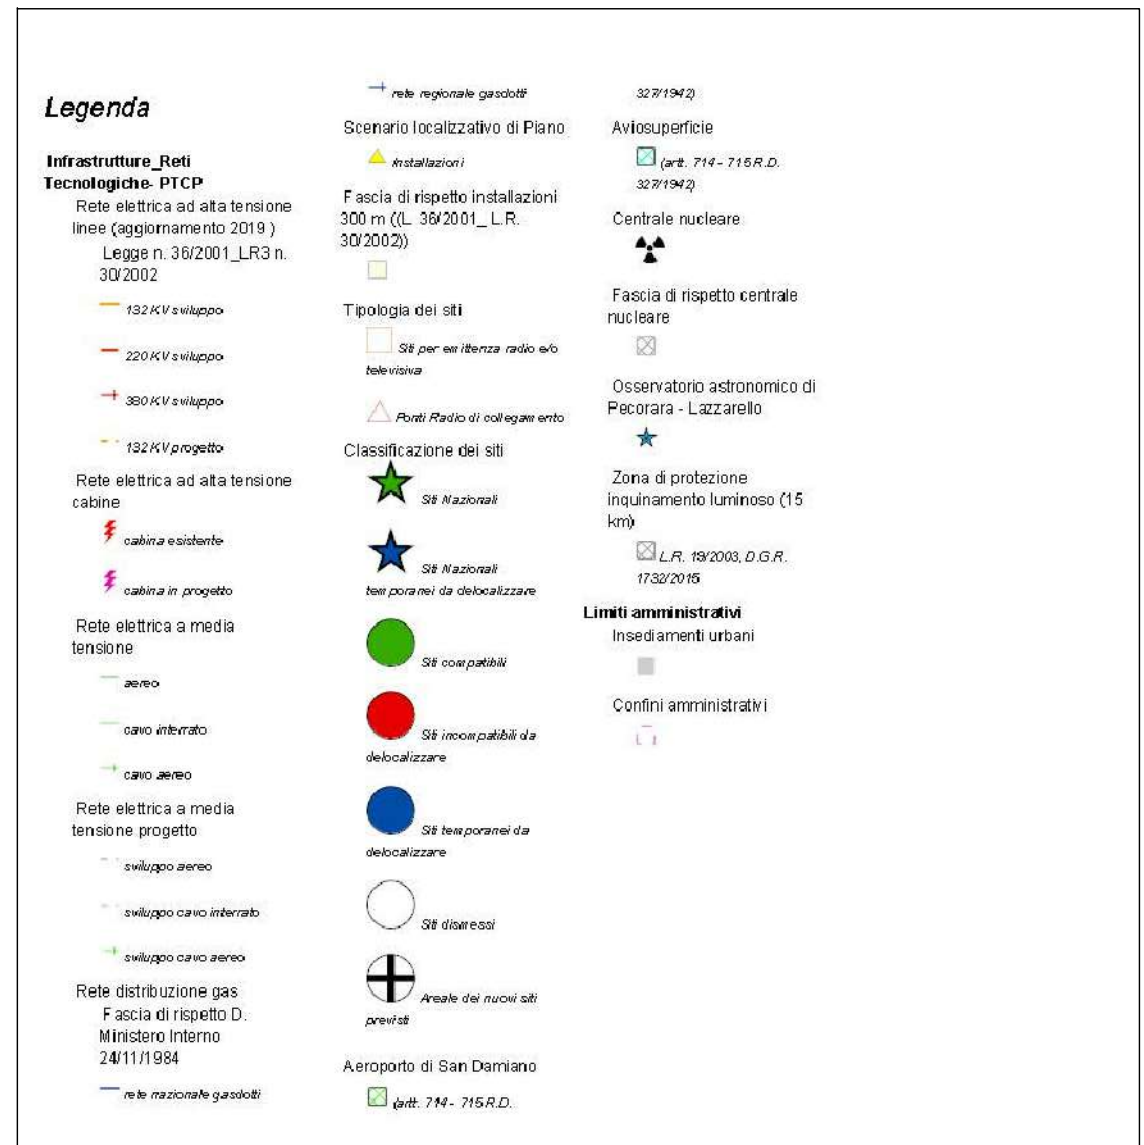 Legenda
Infrastrutture_Reti
Tecnologiche- PTCP
Rete elettrica ad alta tensione
linee (aggiornamento 2019 )
Legge n. 36/2001_LR3 n.
30/2002
132 KV sviluppo
220 KV sviluppo
380 KV sviluppo
132 KV progetto
Rete elettrica ad alta tensione
cabine
cabina esistente
cabina in progetto
Rete elettrica a media
tensione
aereo
cavo interrato
cavo aereo
Rete elettrica a media
tensione progetto
sviluppo aereo
sviluppo cavo interrato
sviluppo cavo aereo
Rete distribuzione gas
Fascia di rispetto D.
Ministero Interno
24/11/1984
rete nazionale gasdotti
rete regionale gasdotti
Scenario localizzativo di Piano
Installazioni
Fascia di rispetto installazioni
300 m ((L. 36/2001_ L.R.
30/2002))
Tipologia dei siti
Siti per emittenza radio e/o
televisiva
Ponti Radio di collegamento
Classificazione dei siti
Siti Nazionali
Siti Nazionali
temporanei da delocalizzare
Siti compatibili
Siti incompatibili da
delocalizzare
Siti temporanei da
delocalizzare
Siti dismessi
Areale dei nuovi siti
previsti
Aeroporto di San Damiano
(artt. 714 - 715 R.D.
327/1942)
Aviosuperficie
(artt. 714 - 715 R.D.
327/1942)
Centrale nucleare
Fascia di rispetto centrale
nucleare
Osservatorio astronomico di
Pecorara - Lazzarello
Zona di protezione
inquinamento luminoso (15
km)
L.R. 19/2003, D.G.R.
1732/2015
Limiti amministrativi
Insediamenti urbani
Confini amministrativi